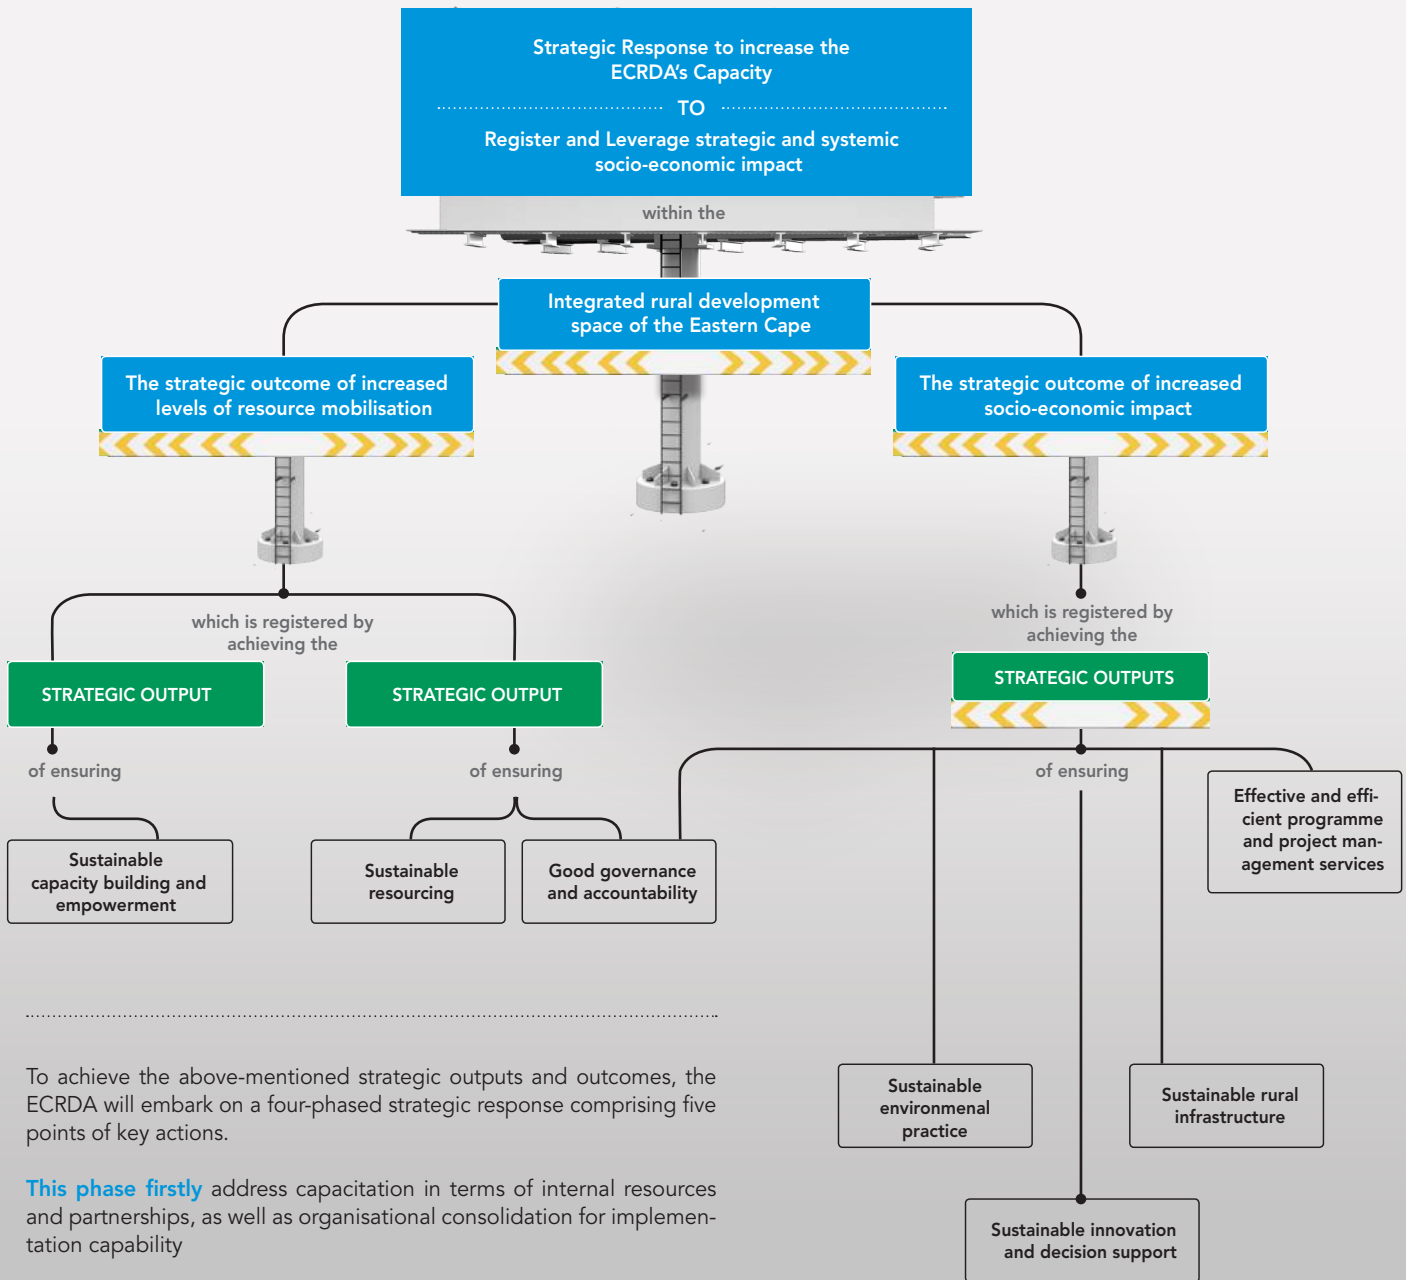 Strategic Response to increase the
ECRDA's Capacity
TO
Register and Leverage strategic and systemic
socio-economic impact
within the
Integrated rural development
space of the Eastern Cape
The strategic outcome of increased
levels of resource mobilisation
The strategic outcome of increased
socio-economic impact
which is registered by
achieving the
which is registered by
achieving the
STRATEGIC OUTPUT
STRATEGIC OUTPUT
STRATEGIC OUTPUTS
of ensuring
of ensuring
of ensuring
Sustainable
capacity building and
empowerment
Sustainable
resourcing
Good governance
and accountability
Effective and effi-
cient programme
and project man-
agement services
Sustainable
environmenal
practice
Sustainable rural
infrastructure
Sustainable innovation
and decision support
To achieve the above-mentioned strategic outputs and outcomes, the
ECRDA will embark on a four-phased strategic response comprising five
points of key actions.
This phase firstly address capacitation in terms of internal resources
and partnerships, as well as organisational consolidation for implemen-
tation capability